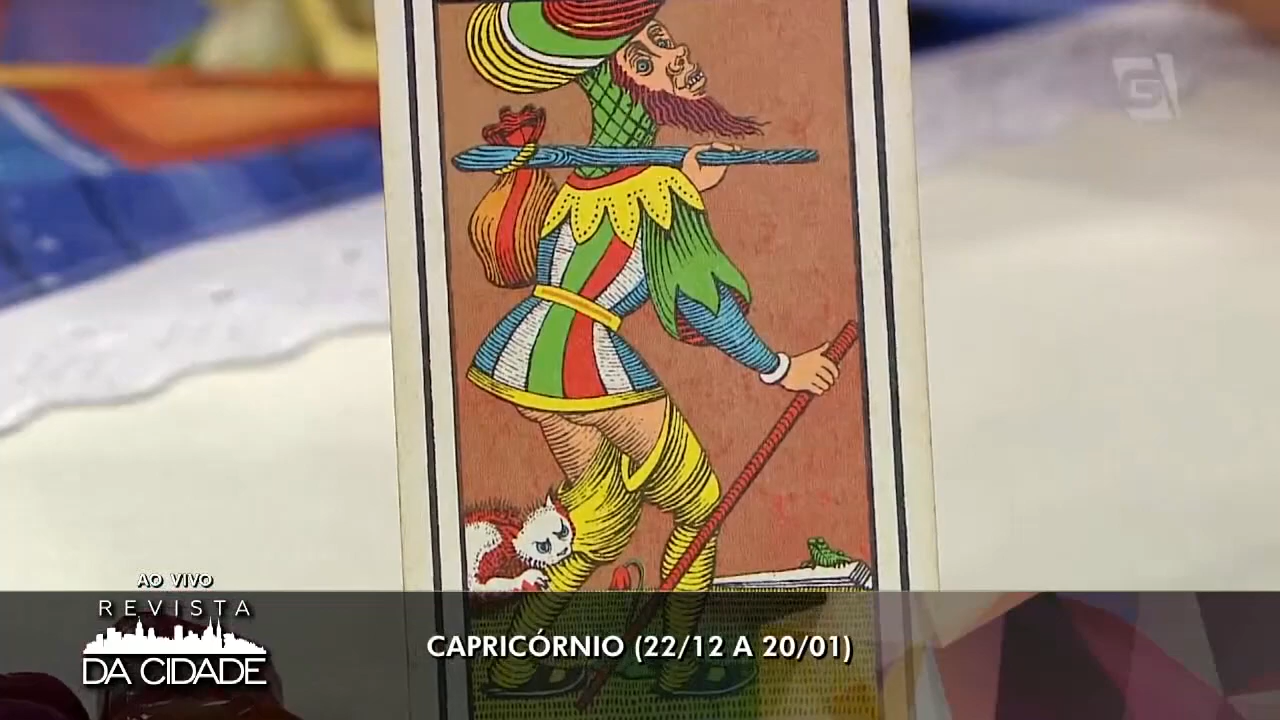 AO VIVO
REVISTA
DA CIDADE
CAPRICÓRNIO (22/12 A 20/01)